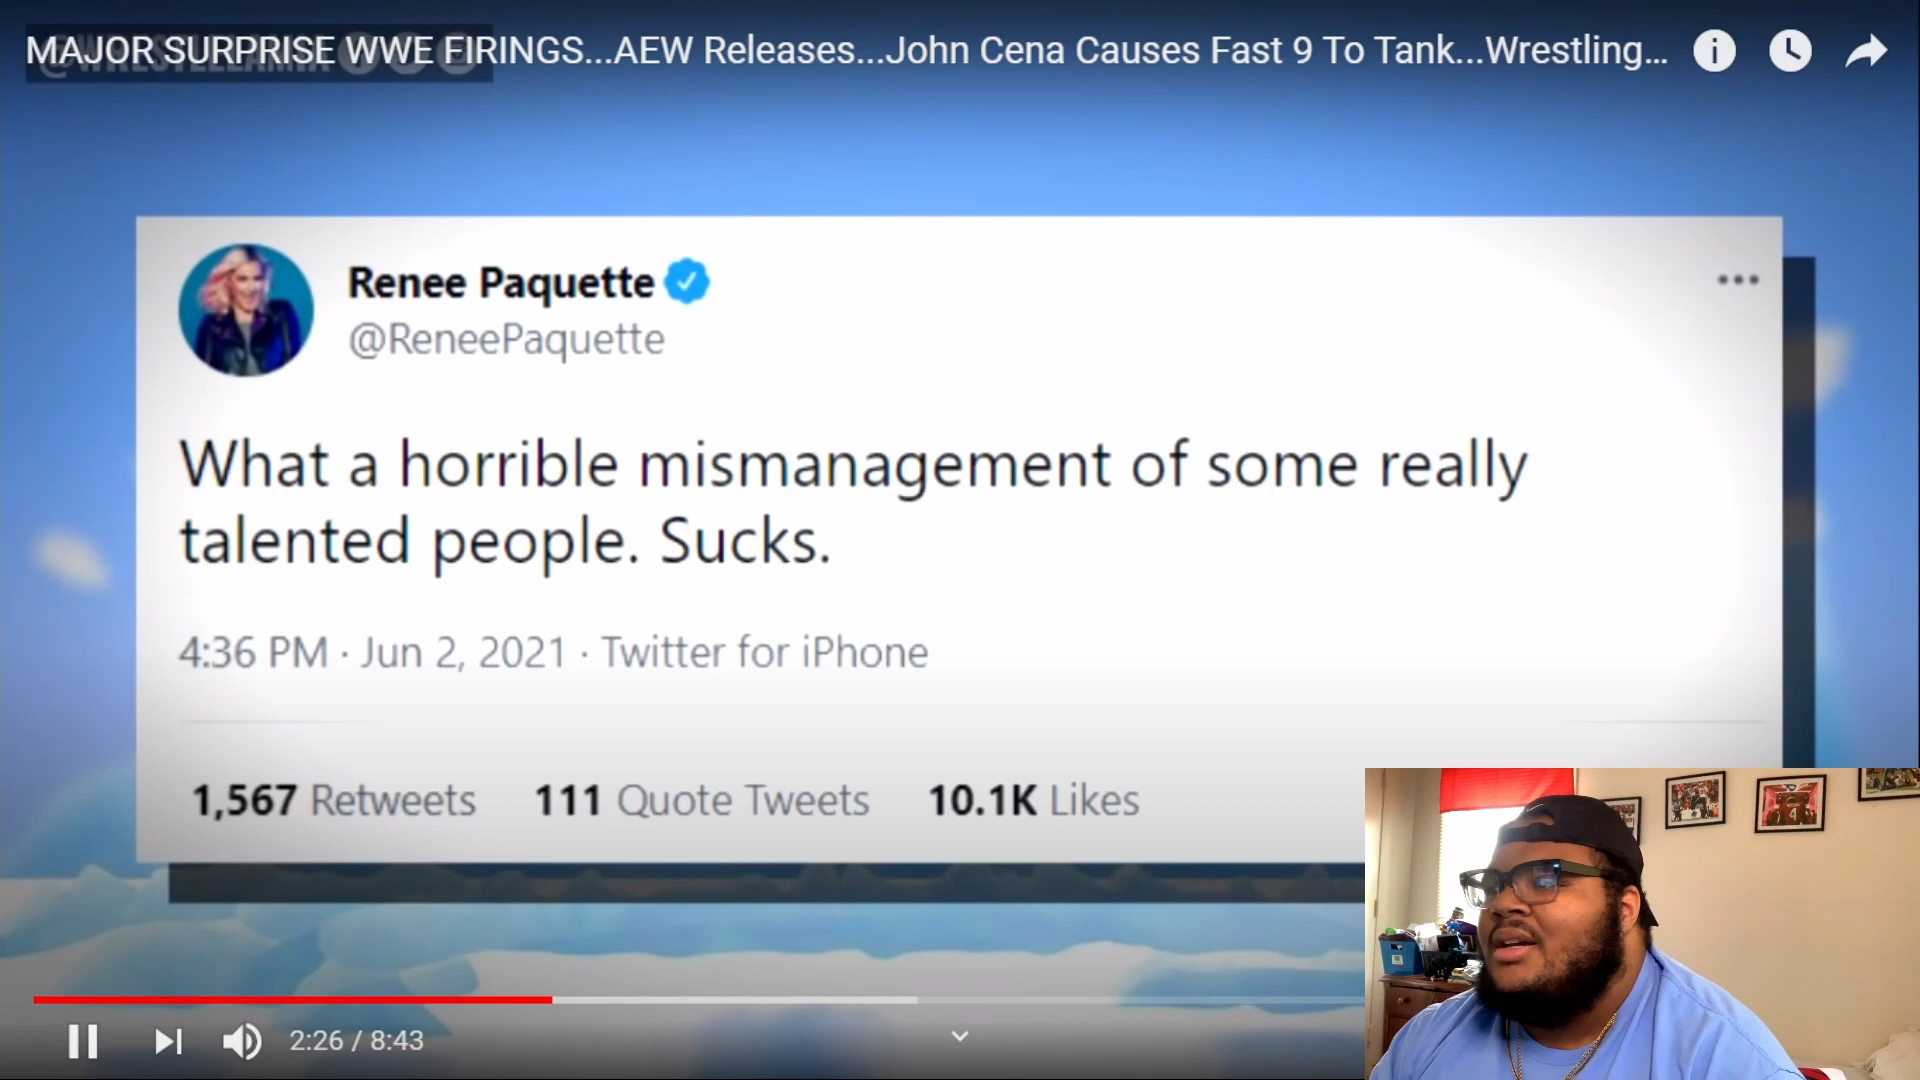 MAJOR SURPRISE WWE FIRINGS...AEW Releases...John Cena Causes Fast 9 To Tank...Wrestling...
Renee Paquette
@ReneePaquette
What a horrible mismanagement of some really
talented people. Sucks.
4:36 PM · Jun 2, 2021 · Twitter for iPhone
1,567 Retweets 111 Quote Tweets 10.1K Likes
2:26 / 8:43